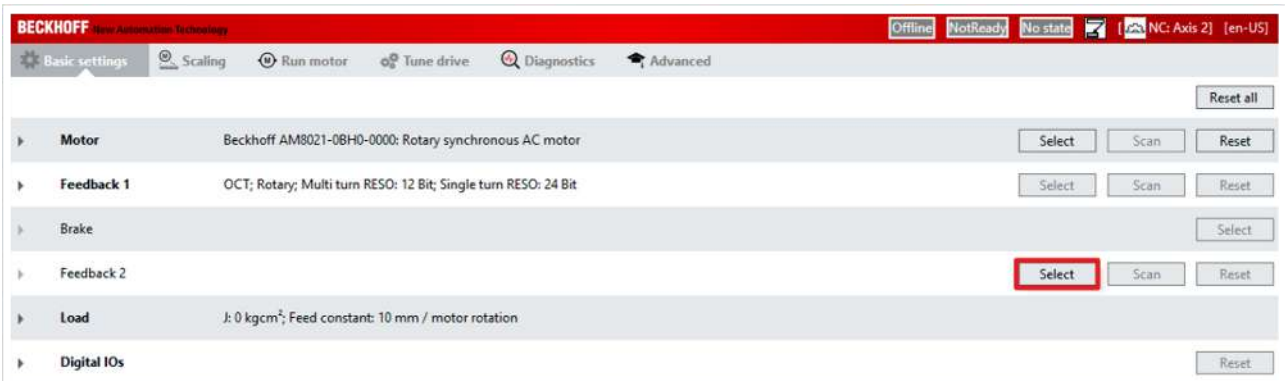 BECKHOFF New Automation Technology Offline NotReady No state [ NC: Axis 2] [en-US]
Basic settings Scaling Run motor Tune drive Diagnostics Advanced
Reset all
Motor Beckhoff AM8021-0BH0-0000: Rotary synchronous AC motor Select Scan Reset
Feedback 1 OCT; Rotary; Multi turn RESO: 12 Bit; Single turn RESO: 24 Bit Select Scan Reset
Brake Select
Feedback 2 Select Scan Reset
Load J: 0 kgcm²; Feed constant: 10 mm / motor rotation
Digital IOs Reset